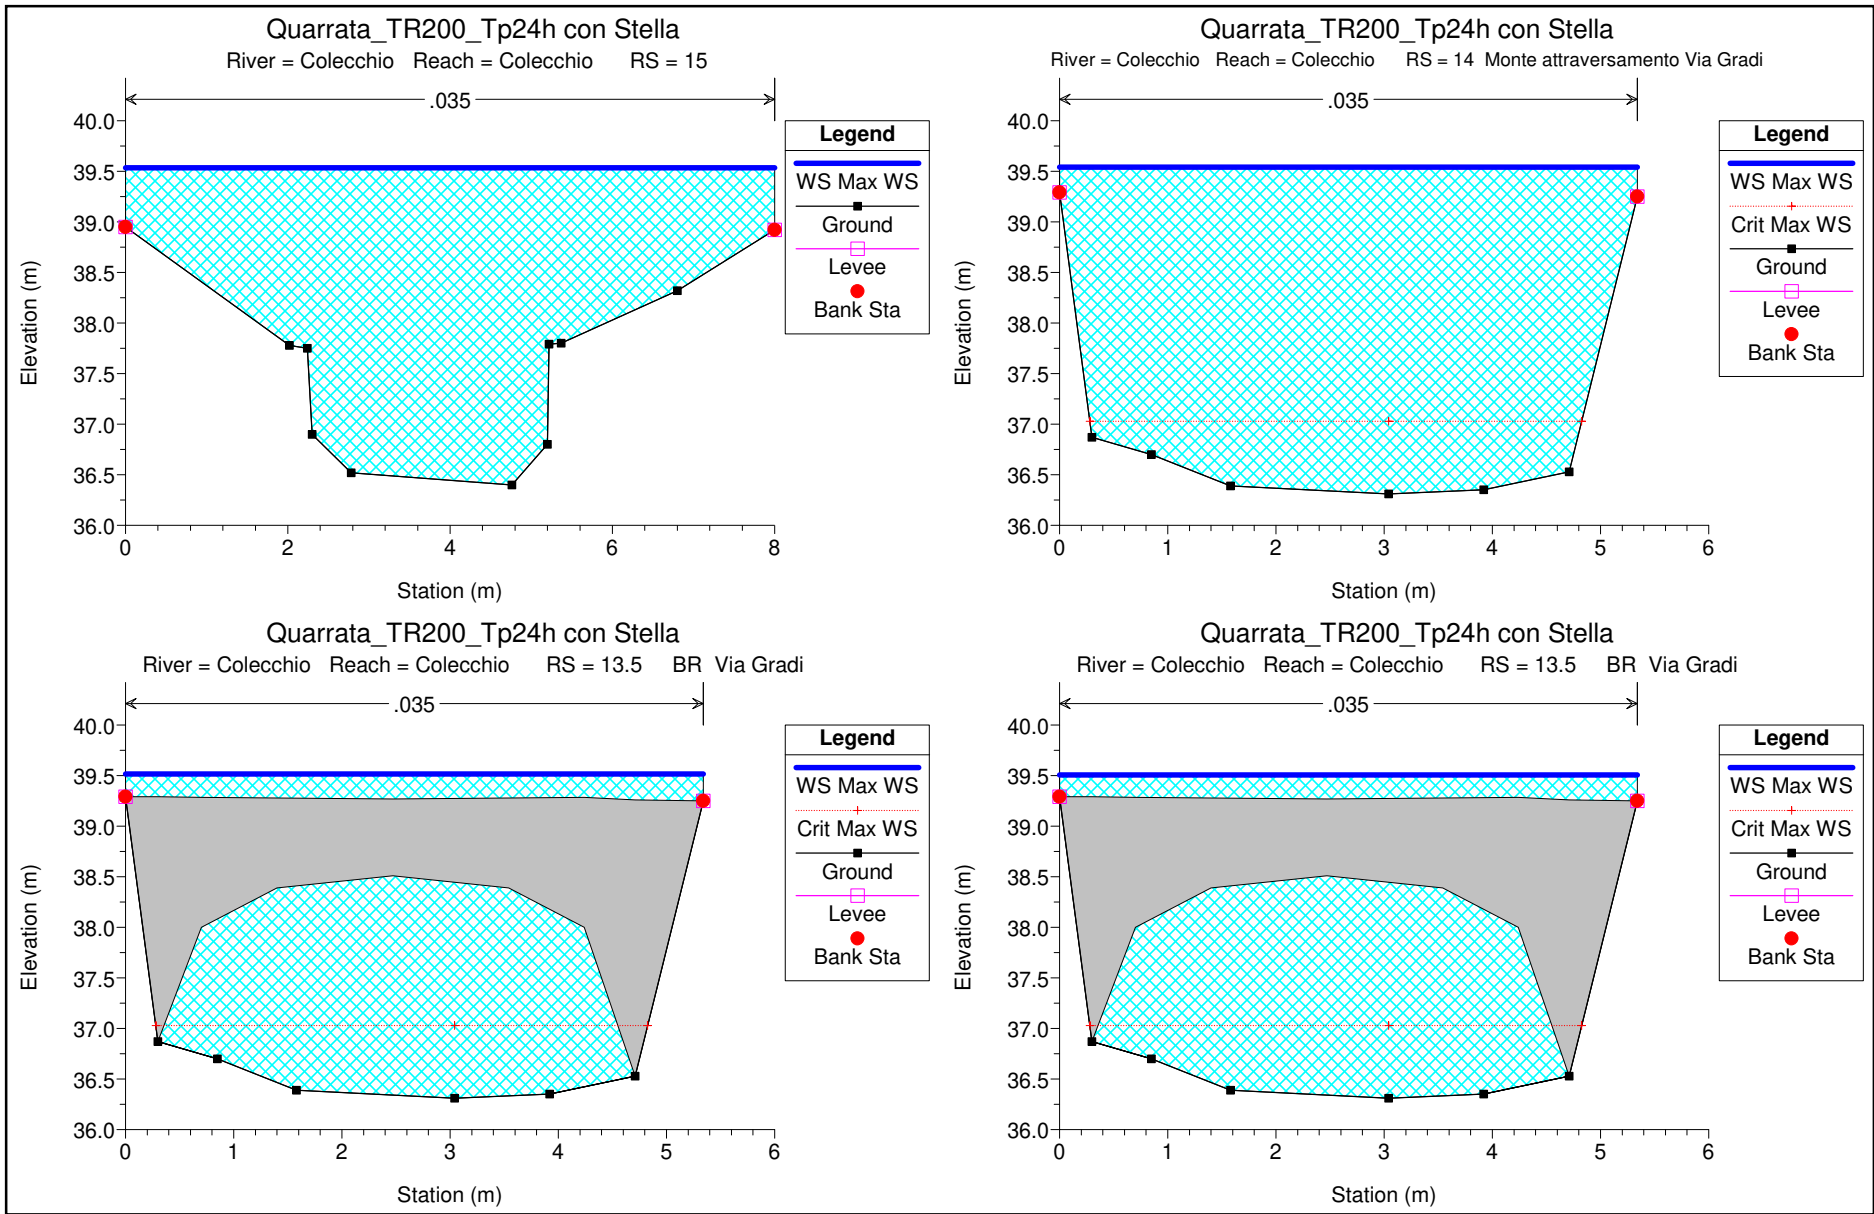 Quarrata_TR200_Tp24h con Stella
River = Colecchio Reach = Colecchio RS = 15
.035
40.0
39.5
39.0
38.5
38.0
37.5
37.0
36.5
36.0
Elevation (m)
0 2 4 6 8
Station (m)
Legend
WS Max WS
Ground
Levee
Bank Sta
Quarrata_TR200_Tp24h con Stella
River = Colecchio Reach = Colecchio RS = 14 Monte attraversamento Via Gradi
.035
40.0
39.5
39.0
38.5
38.0
37.5
37.0
36.5
36.0
Elevation (m)
0 1 2 3 4 5 6
Station (m)
Legend
WS Max WS
Crit Max WS
Ground
Levee
Bank Sta
Quarrata_TR200_Tp24h con Stella
River = Colecchio Reach = Colecchio RS = 13.5 BR Via Gradi
.035
40.0
39.5
39.0
38.5
38.0
37.5
37.0
36.5
36.0
Elevation (m)
0 1 2 3 4 5 6
Station (m)
Legend
WS Max WS
Crit Max WS
Ground
Levee
Bank Sta
Quarrata_TR200_Tp24h con Stella
River = Colecchio Reach = Colecchio RS = 13.5 BR Via Gradi
.035
40.0
39.5
39.0
38.5
38.0
37.5
37.0
36.5
36.0
Elevation (m)
0 1 2 3 4 5 6
Station (m)
Legend
WS Max WS
Crit Max WS
Ground
Levee
Bank Sta